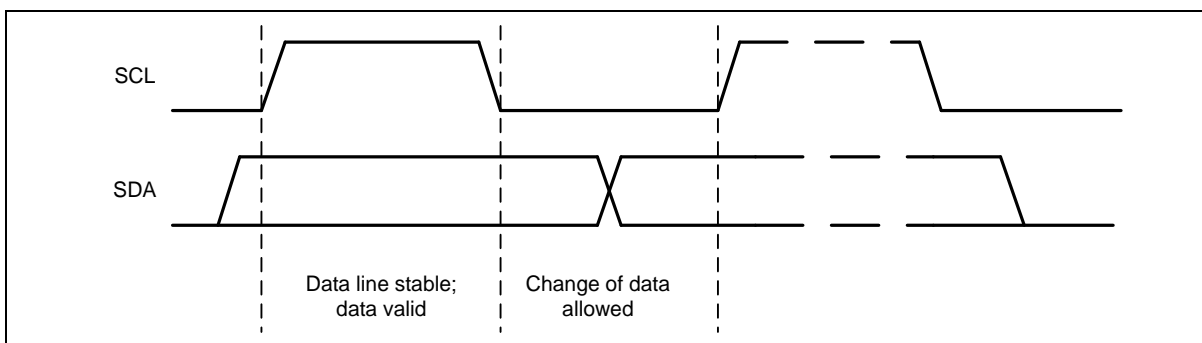 SCL
SDA
Data line stable;
data valid
Change of data
allowed